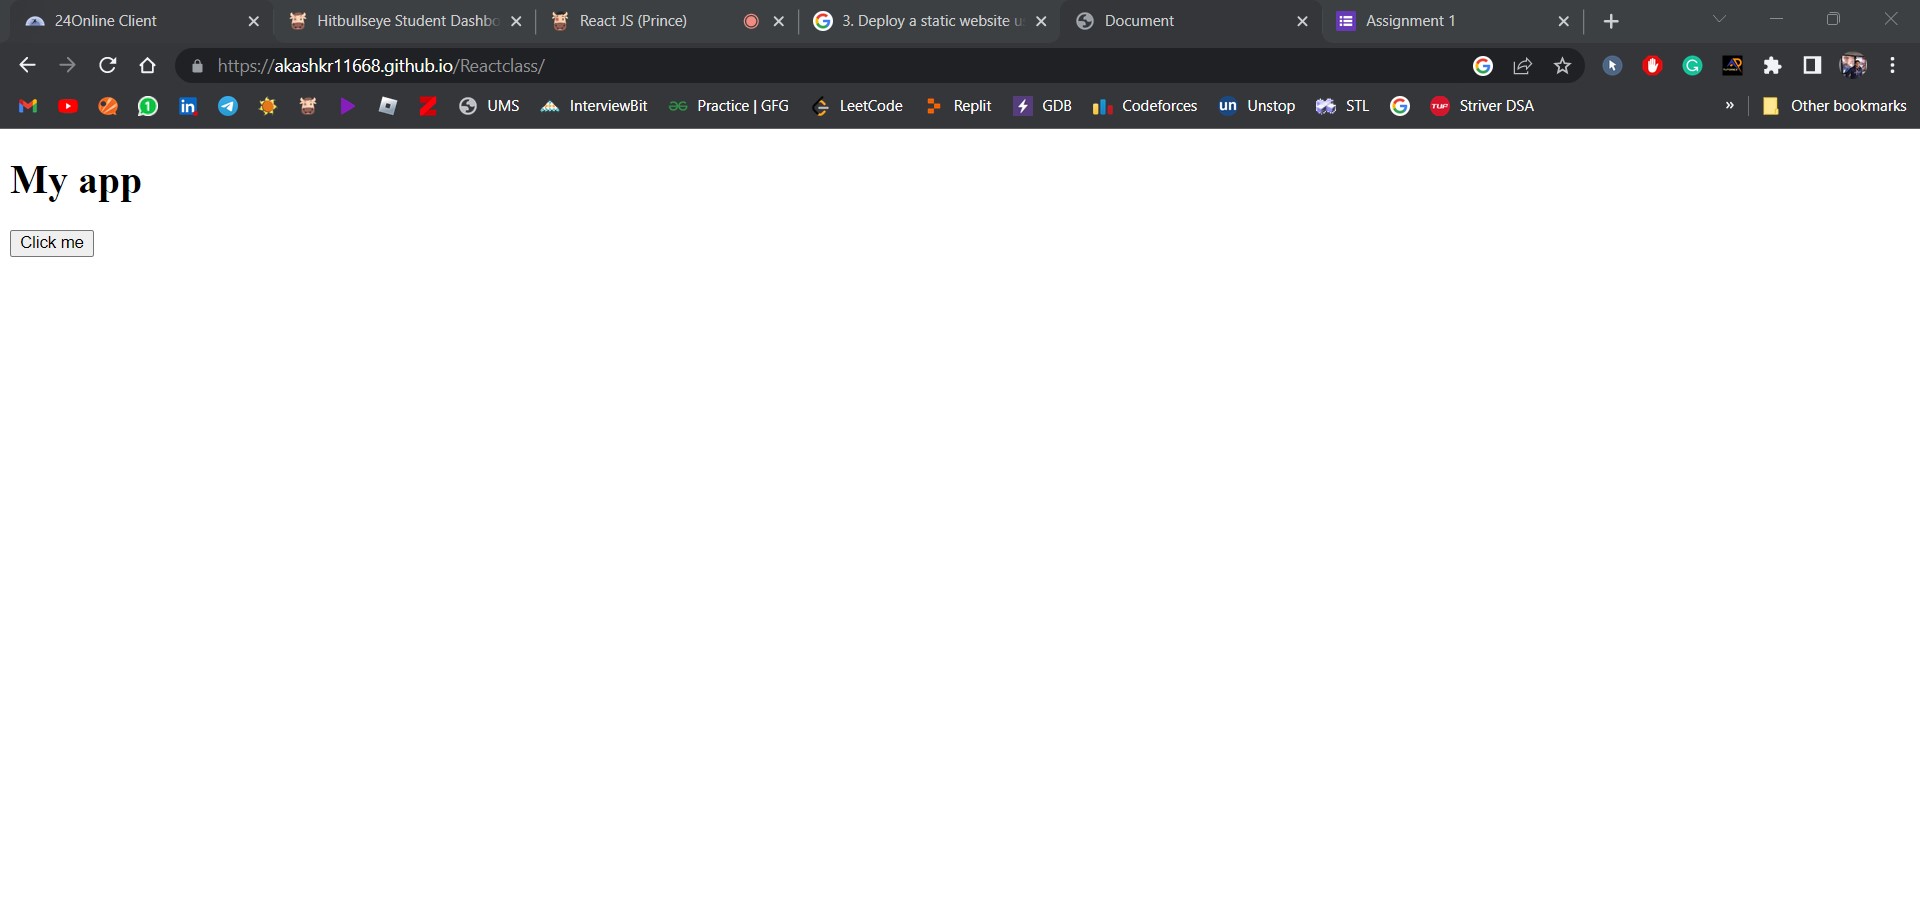 24Online Client
Hitbullseye Student Dashbo
React JS (Prince)
3. Deploy a static website u
Document
Assignment 1
https://akashkr11668.github.io/Reactclass/
UMS
InterviewBit
Practice | GFG
LeetCode
Replit
GDB
Codeforces
un Unstop
STL
TUF Striver DSA
»
Other bookmarks
My app
Click me